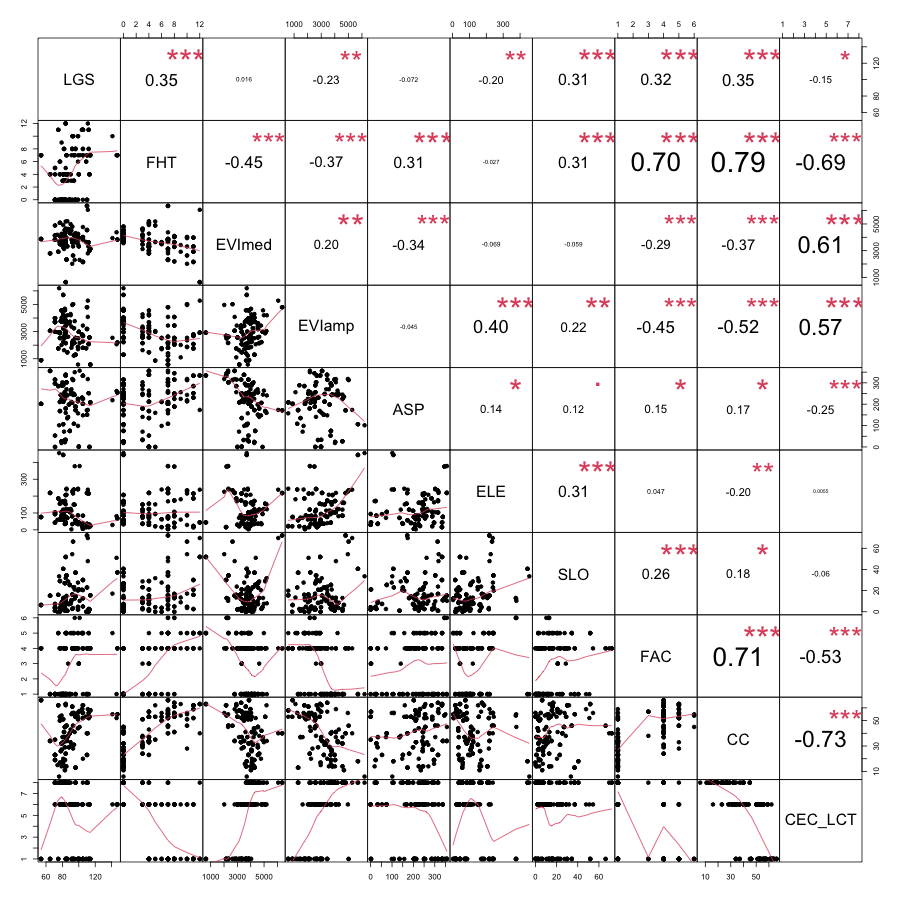 0 2 4 6 8 12 1000 3000 5000 0 100 300 1 2 3 4 5 6 1 3 5 7
LGS *** 0.35 0.016 ** -0.23 -0.072 ** -0.20 *** 0.31 *** 0.32 *** 0.35 * -0.15 60 80 120
0 2 4 6 8 12 FHT *** -0.45 *** -0.37 *** 0.31 -0.027 *** 0.31 *** 0.70 *** 0.79 *** -0.69
EVImed ** 0.20 *** -0.34 -0.069 -0.059 *** -0.29 *** -0.37 *** 0.61 1000 3000 5000
1000 3000 5000 EVIamp -0.045 *** 0.40 ** 0.22 *** -0.45 *** -0.52 *** 0.57
ASP * 0.14 . 0.12 * 0.15 * 0.17 *** -0.25 0 100 200 300
0 100 300 ELE *** 0.31 0.047 ** -0.20 0.0055
SLO *** 0.26 * 0.18 -0.06 0 20 40 60
1 2 3 4 5 6 FAC *** 0.71 *** -0.53
CC *** -0.73 10 30 50
1 3 5 7 CEC_LCT
60 80 120 1000 3000 5000 0 100 200 300 0 20 40 60 10 30 50